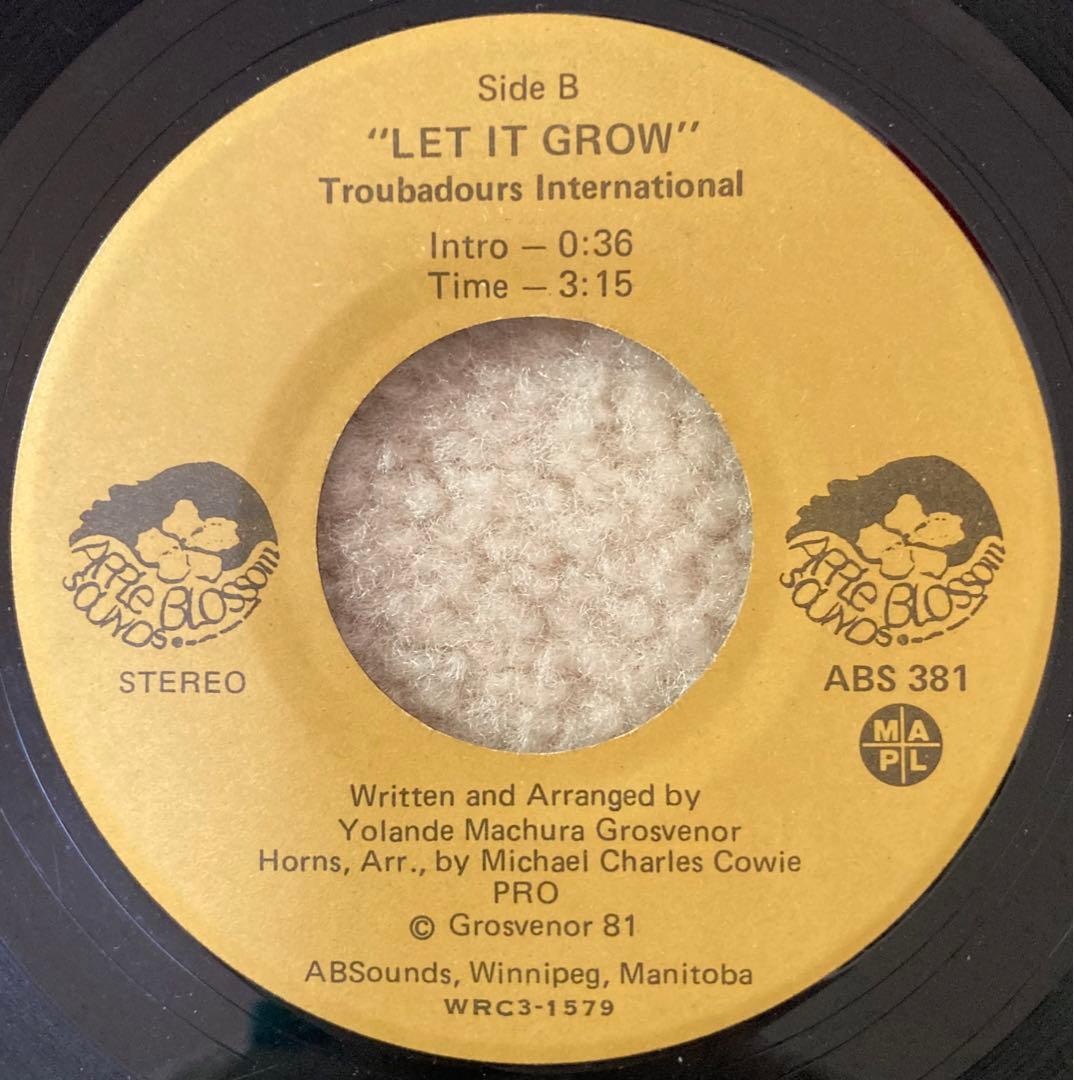 Side B
"LET IT GROW"
Troubadours International
Intro — 0:36
Time — 3:15
APPLE BLOSSOM
SOUNDS
STEREO
APPLE BLOSSOM
SOUNDS
ABS 381
MA
PL
Written and Arranged by
Yolande Machura Grosvenor
Horns, Arr., by Michael Charles Cowie
PRO
© Grosvenor 81
ABSounds, Winnipeg, Manitoba
WRC3-1579